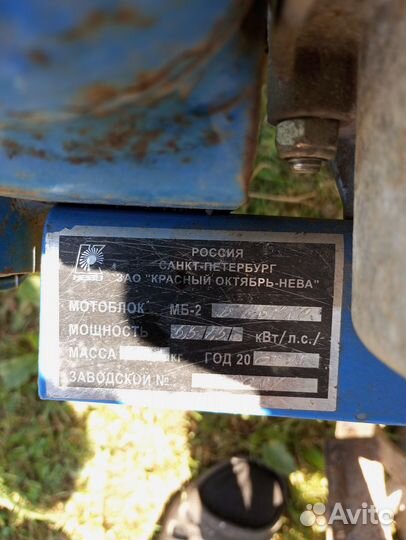 РОССИЯ
САНКТ-ПЕТЕРБУРГ
ЗАО "КРАСНЫЙ ОКТЯБРЬ-НЕВА"
МОТОБЛОК МБ-2
МОЩНОСТЬ кВт/л.с./
МАССА кг ГОД 20
ЗАВОДСКОЙ №
Avito